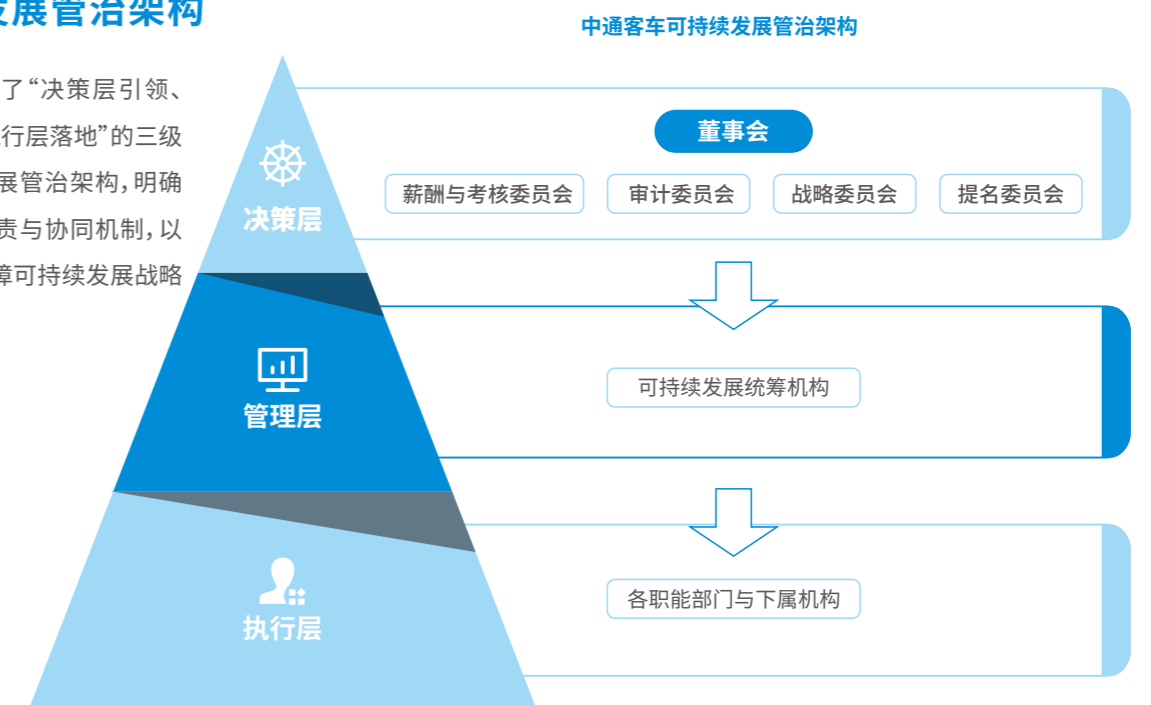 发展管治架构
了“决策层引领、
行层落地”的三级
展管治架构，明确
责与协同机制，以
障可持续发展战略
中通客车可持续发展管治架构
决策层
董事会
薪酬与考核委员会
审计委员会
战略委员会
提名委员会
管理层
可持续发展统筹机构
执行层
各职能部门与下属机构